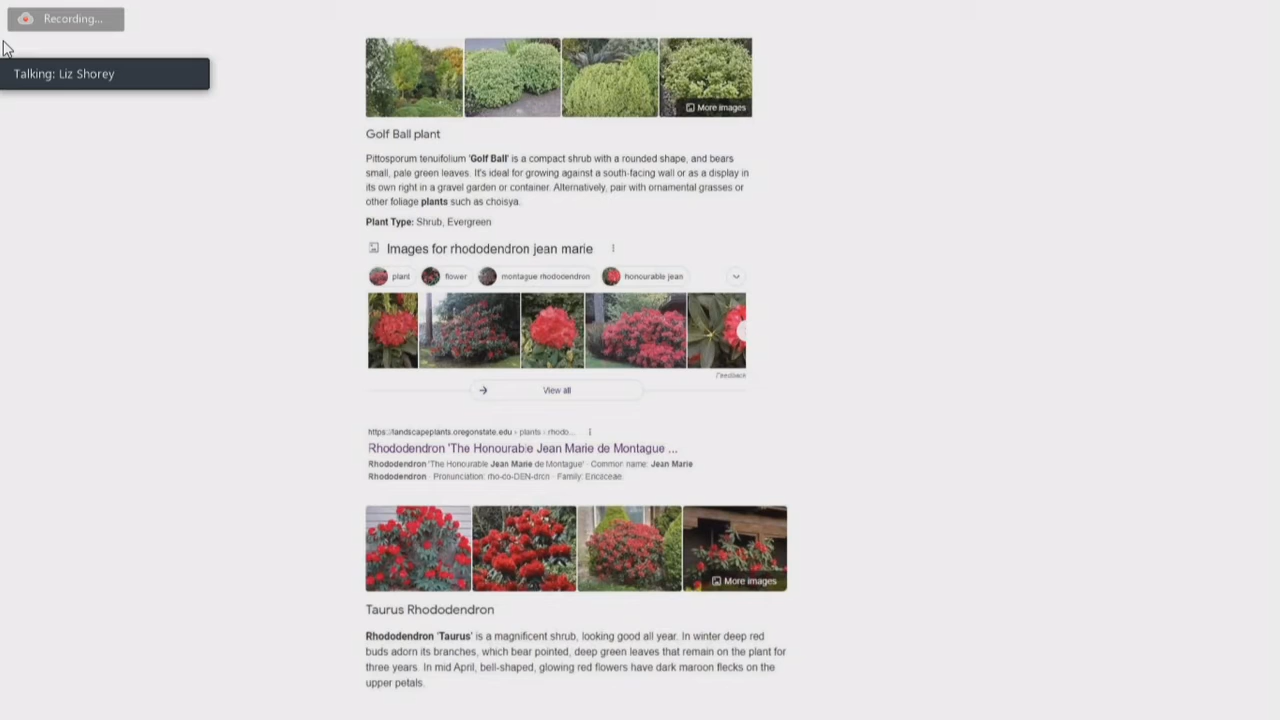 Recording...
Talking: Liz Shorey
More images
Golf Ball plant
Pittosporum tenuifolium 'Golf Ball' is a compact shrub with a rounded shape, and bears
small, pale green leaves. It's ideal for growing against a south-facing wall or as a display in
its own right in a gravel garden or container. Alternatively, pair with ornamental grasses or
other foliage plants such as choisya.
Plant Type: Shrub, Evergreen
Images for rhododendron jean marie
plant
flower
montague rhododendron
honourable jean
Feedback
View all
https://landscapeplants.oregonstate.edu › plants › rhodo...
Rhododendron 'The Honourable Jean Marie de Montague ...
Rhododendron 'The Honourable Jean Marie de Montague' · Common name: Jean Marie
Rhododendron · Pronunciation: rho-do-DEN-dron · Family: Ericaceae
More images
Taurus Rhododendron
Rhododendron 'Taurus' is a magnificent shrub, looking good all year. In winter deep red
buds adorn its branches, which bear pointed, deep green leaves that remain on the plant for
three years. In mid April, bell-shaped, glowing red flowers have dark maroon flecks on the
upper petals.